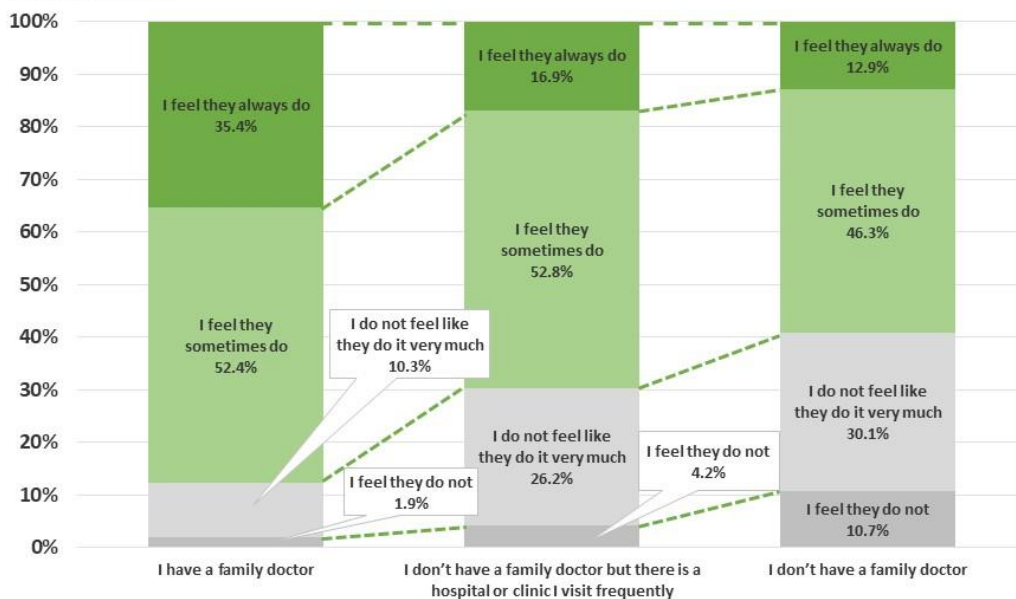 100%
90%
80%
70%
60%
50%
40%
30%
20%
10%
0%
I feel they always do
35.4%
I feel they
sometimes do
52.4%
I do not feel like
they do it very much
10.3%
I feel they do not
1.9%
I have a family doctor
I feel they always do
16.9%
I feel they
sometimes do
52.8%
I do not feel like
they do it very much
26.2%
I feel they do not
4.2%
I don't have a family doctor but there is a
hospital or clinic I visit frequently
I feel they always do
12.9%
I feel they
sometimes do
46.3%
I do not feel like
they do it very much
30.1%
I feel they do not
10.7%
I don't have a family doctor